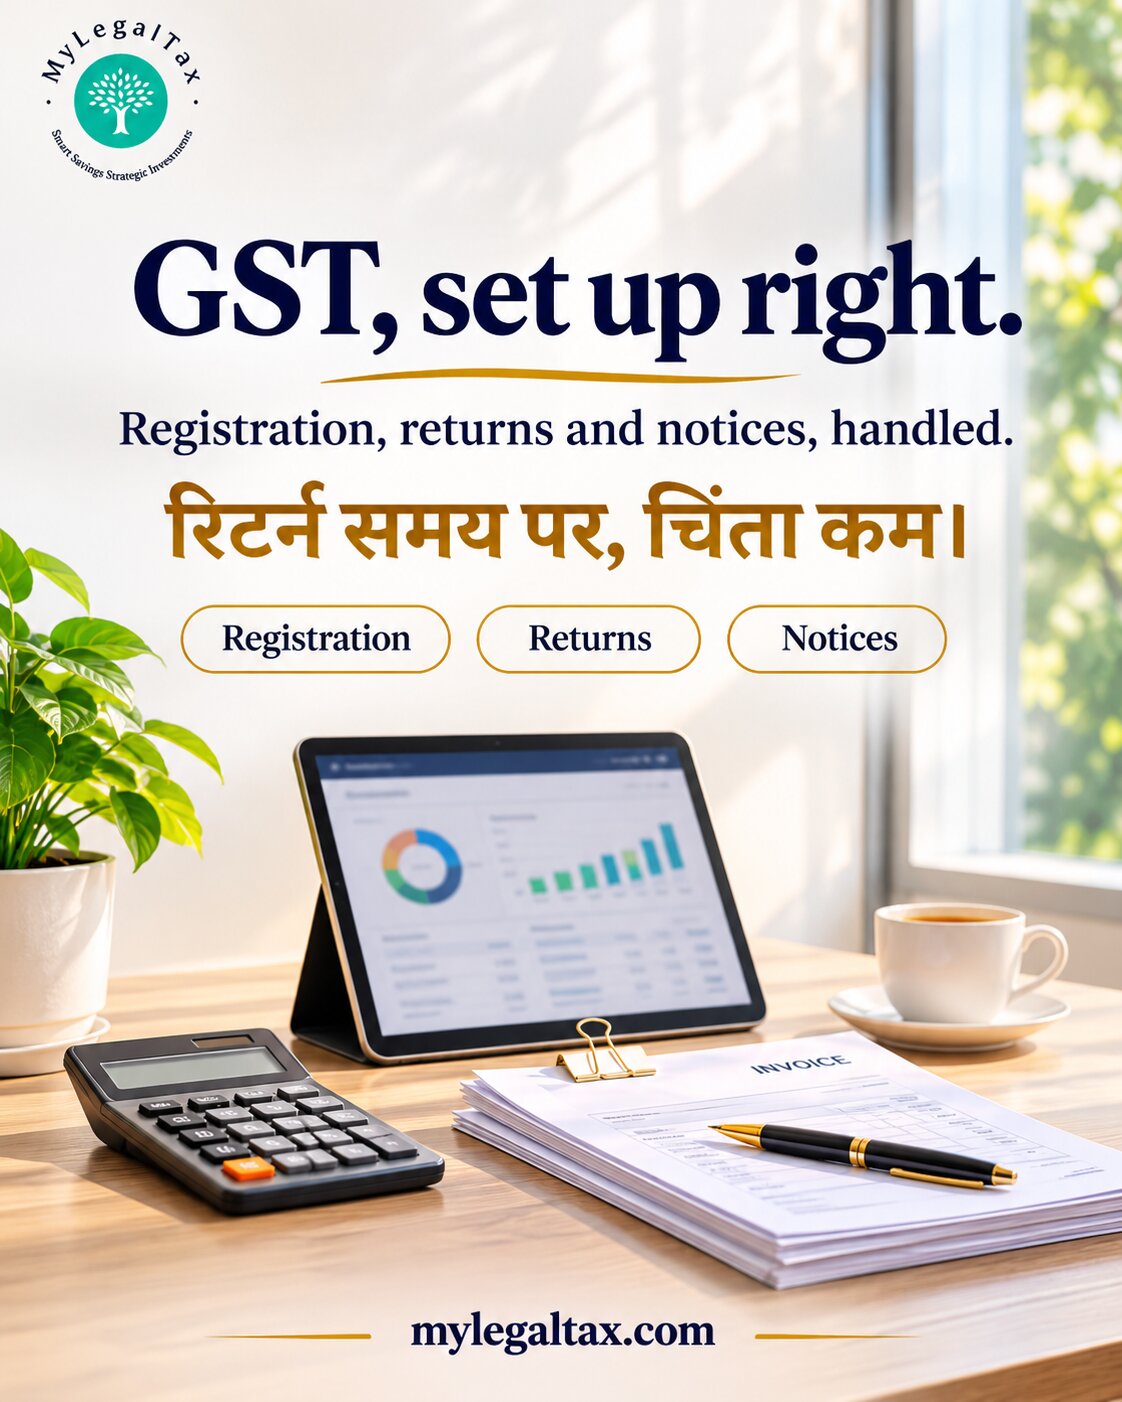 MyLegalTax
Smart Savings Strategic Investments
GST, set up right.
Registration, returns and notices, handled.
रिटर्न समय पर, चिंता कम।
Registration
Returns
Notices
INVOICE
mylegaltax.com